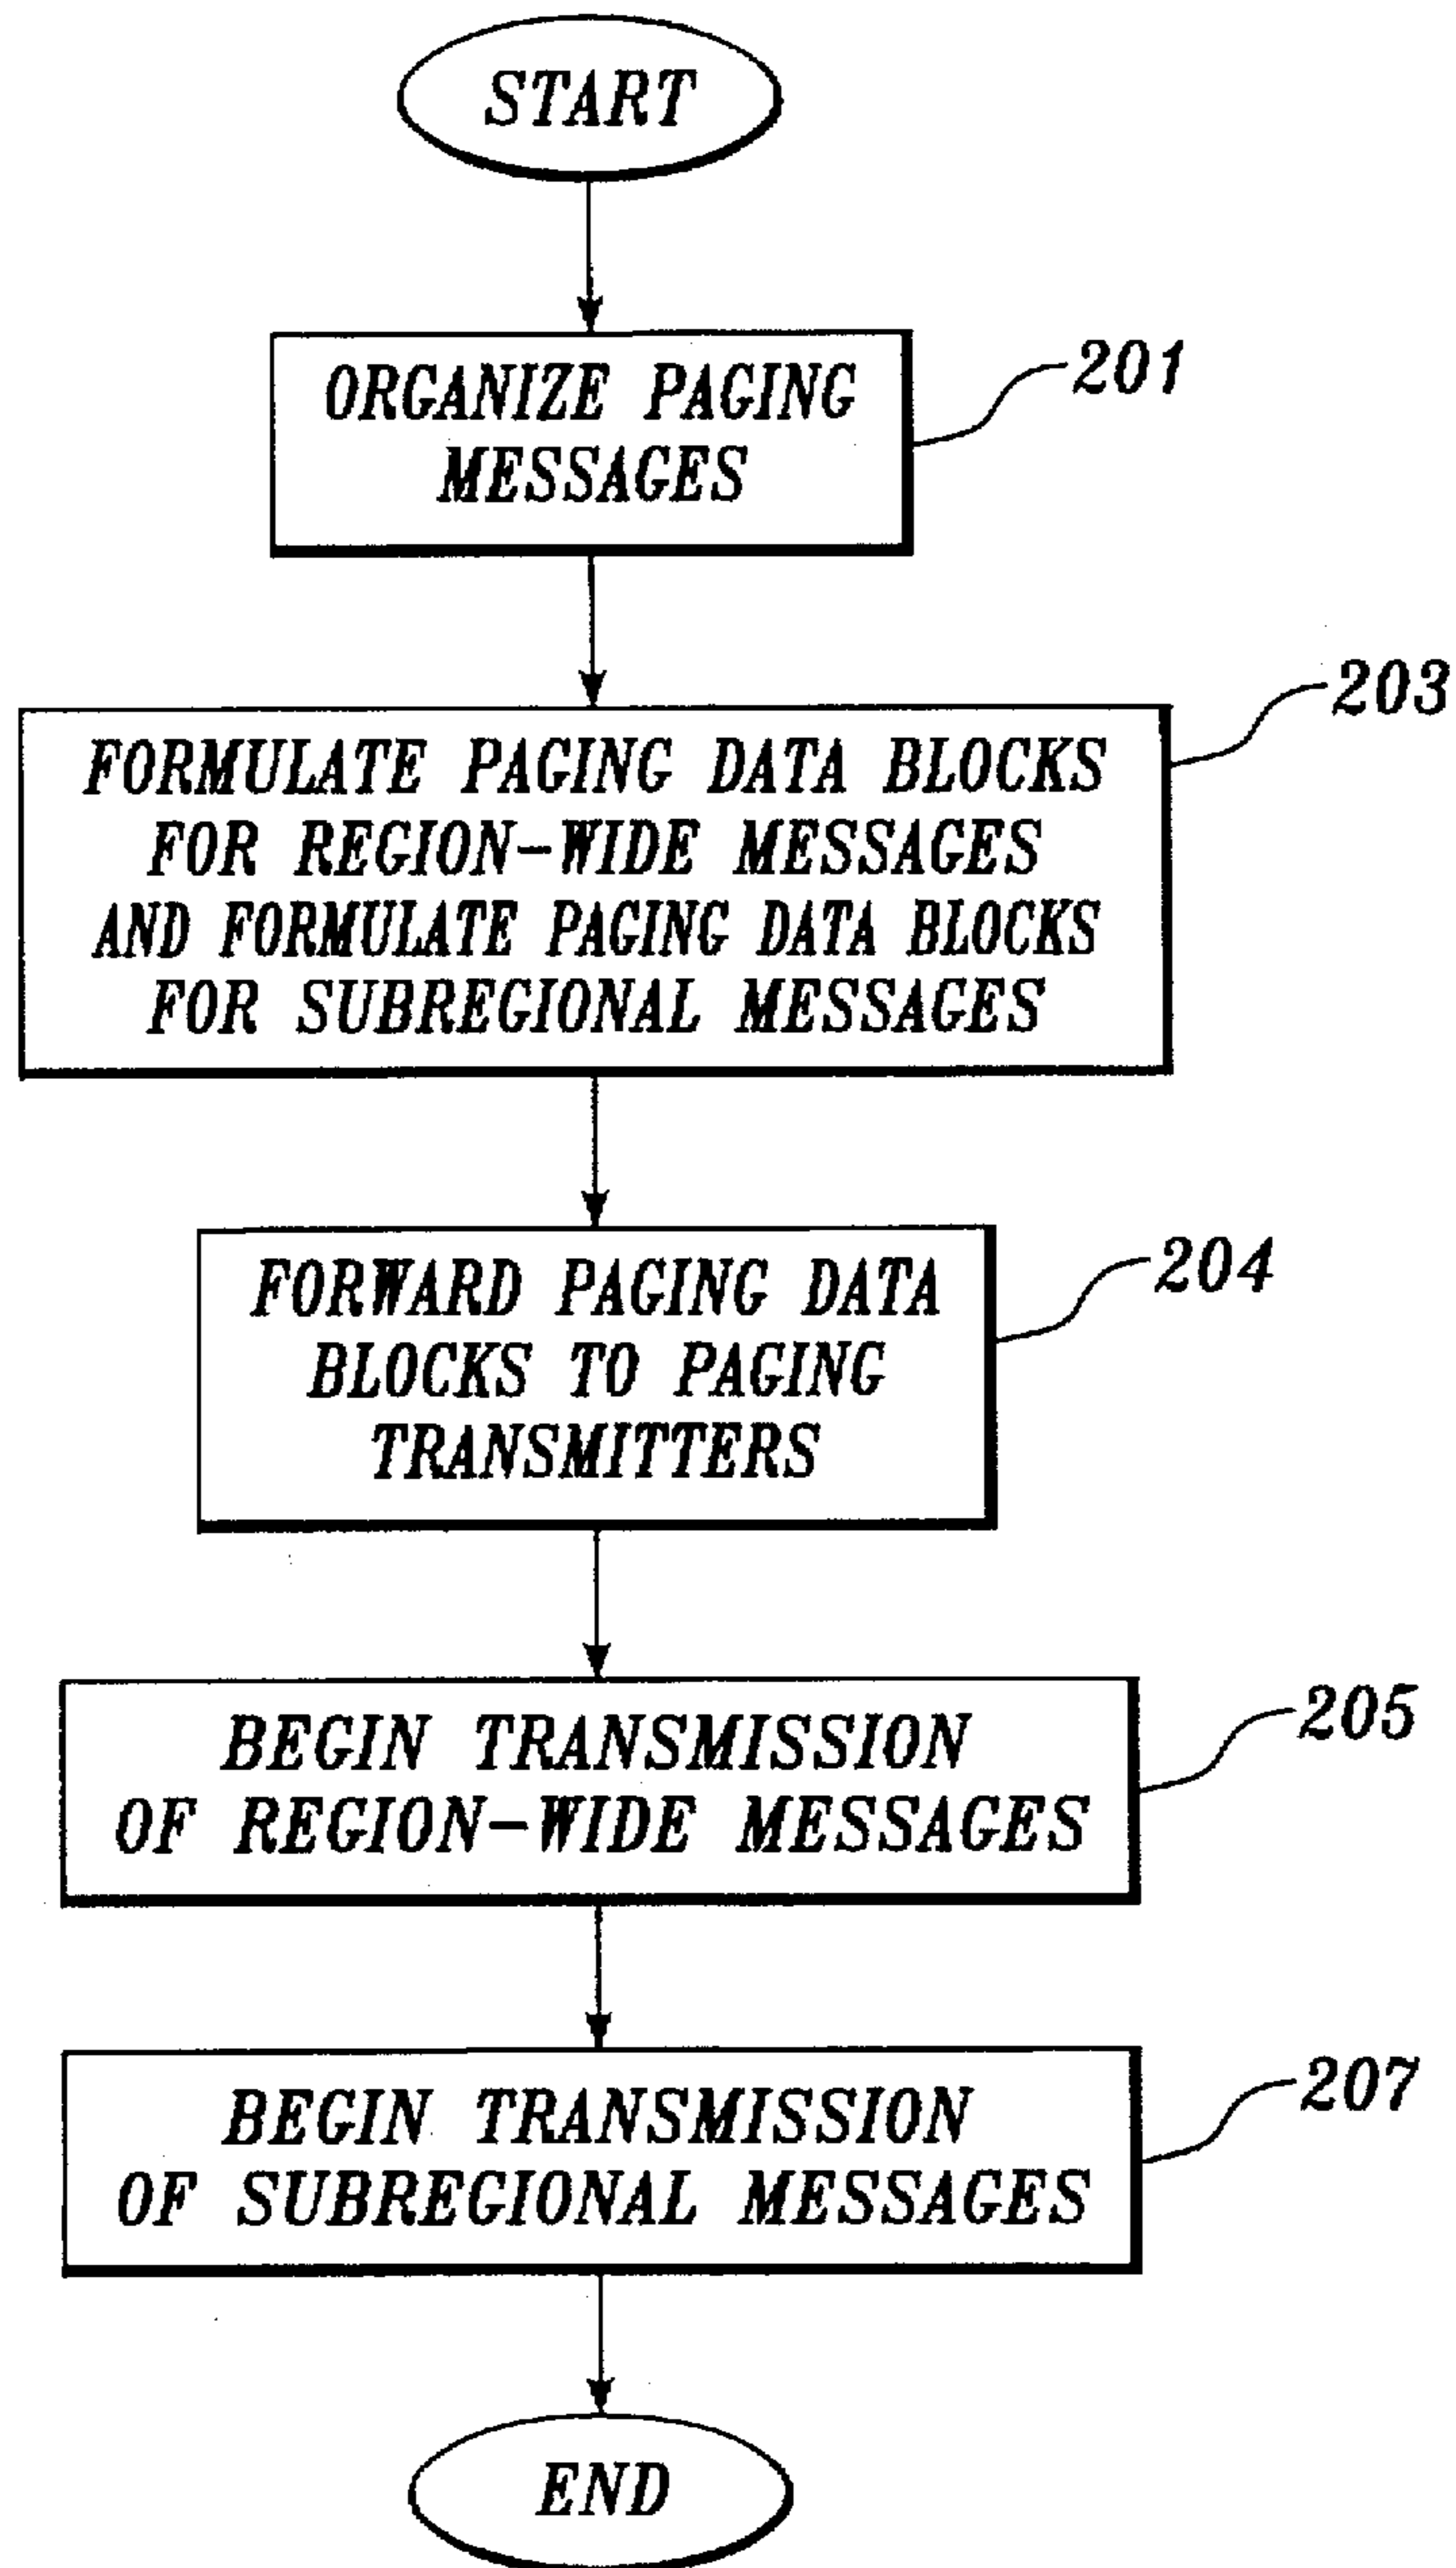 START
ORGANIZE PAGING
MESSAGES
201
FORMULATE PAGING DATA BLOCKS
FOR REGION-WIDE MESSAGES
AND FORMULATE PAGING DATA BLOCKS
FOR SUBREGIONAL MESSAGES
203
FORWARD PAGING DATA
BLOCKS TO PAGING
TRANSMITTERS
204
BEGIN TRANSMISSION
OF REGION-WIDE MESSAGES
205
BEGIN TRANSMISSION
OF SUBREGIONAL MESSAGES
207
END